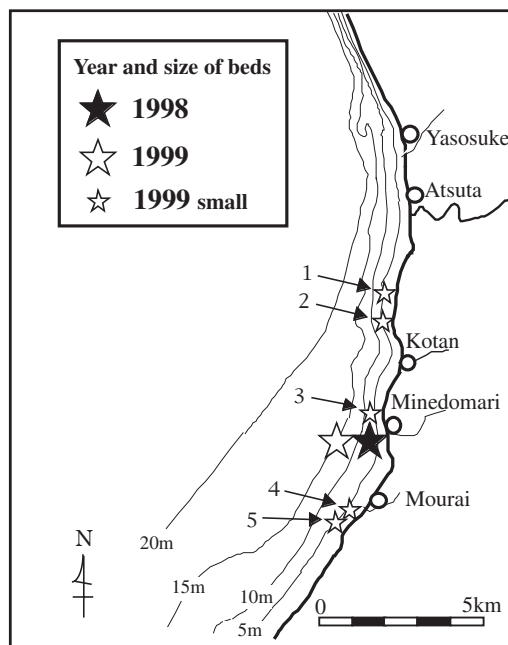 Year and size of beds
1998
1999
1999 small
Yasosuke
Atsuta
1
2
Kotan
3
Minedomari
4
Mourai
5
N
20m
15m
10m
5m
0 5km